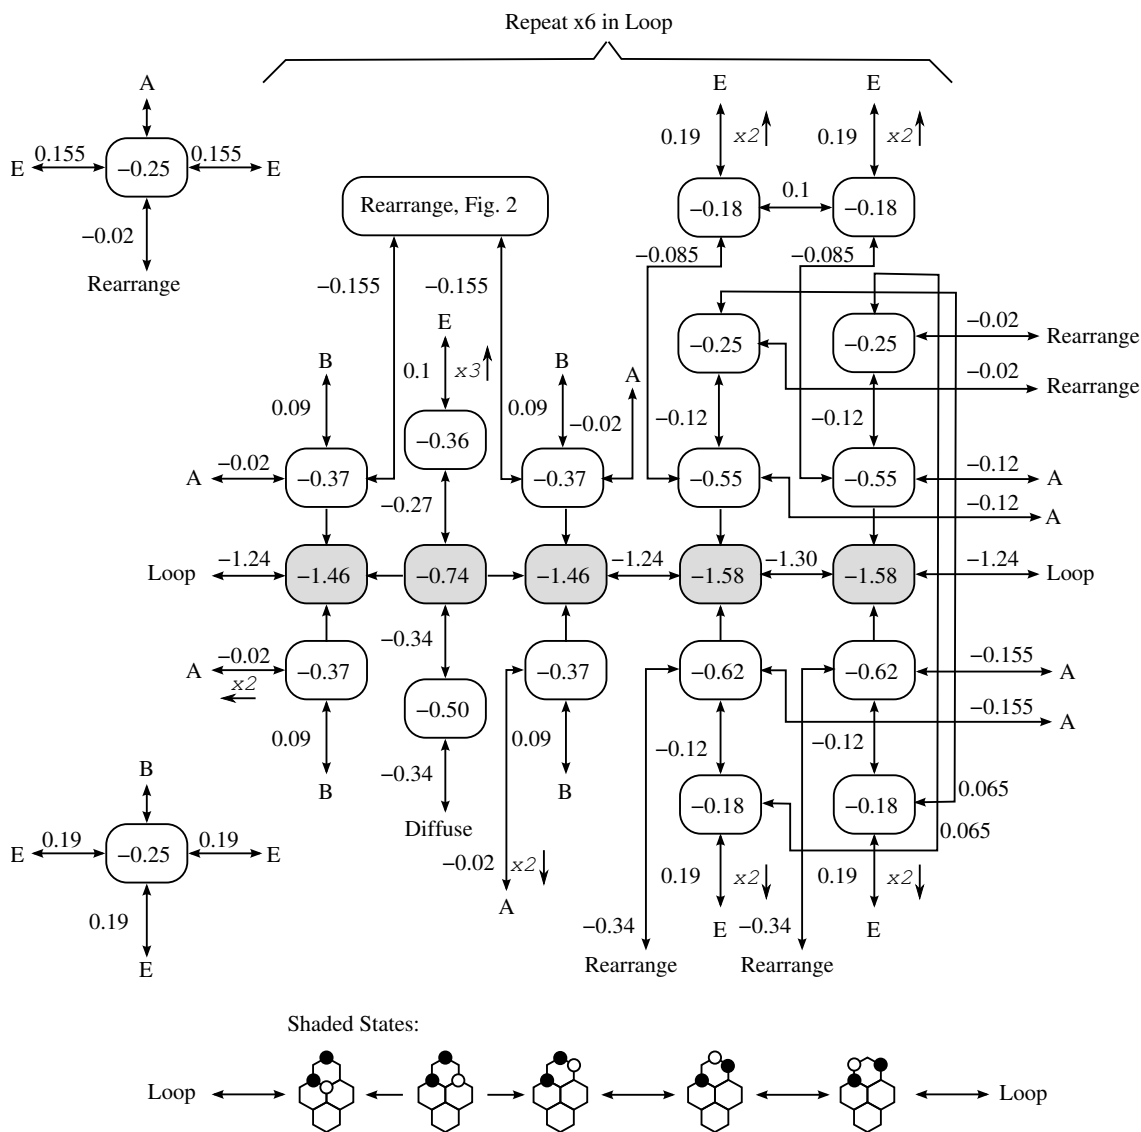 Repeat x6 in Loop
A
E 0.155 −0.25 0.155 E
−0.02
Rearrange
E E
0.19 x2 0.19 x2
−0.18 0.1 −0.18
−0.085 −0.085
Rearrange, Fig. 2
−0.155 −0.155
E
0.1 x3
−0.36
−0.27
−0.25 −0.25 −0.02 Rearrange
−0.02 Rearrange
−0.12 −0.12
B B A
0.09 0.09 −0.02
A −0.02 −0.37 −0.37 −0.55 −0.55 −0.12 A
−0.12 A
Loop −1.24 −1.46 −0.74 −1.46 −1.24 −1.58 −1.30 −1.58 −1.24 Loop
−0.34
A −0.02 −0.37 −0.37 −0.62 −0.62 −0.155 A
x2
−0.155 A
−0.50
0.09 −0.34 0.09 −0.12 −0.12
B B
Diffuse
−0.18 −0.18 0.065
0.065
−0.02 x2 0.19 x2 0.19 x2
A E E
−0.34 −0.34
Rearrange Rearrange
B
E 0.19 −0.25 0.19 E
0.19
E
Shaded States:
Loop Loop